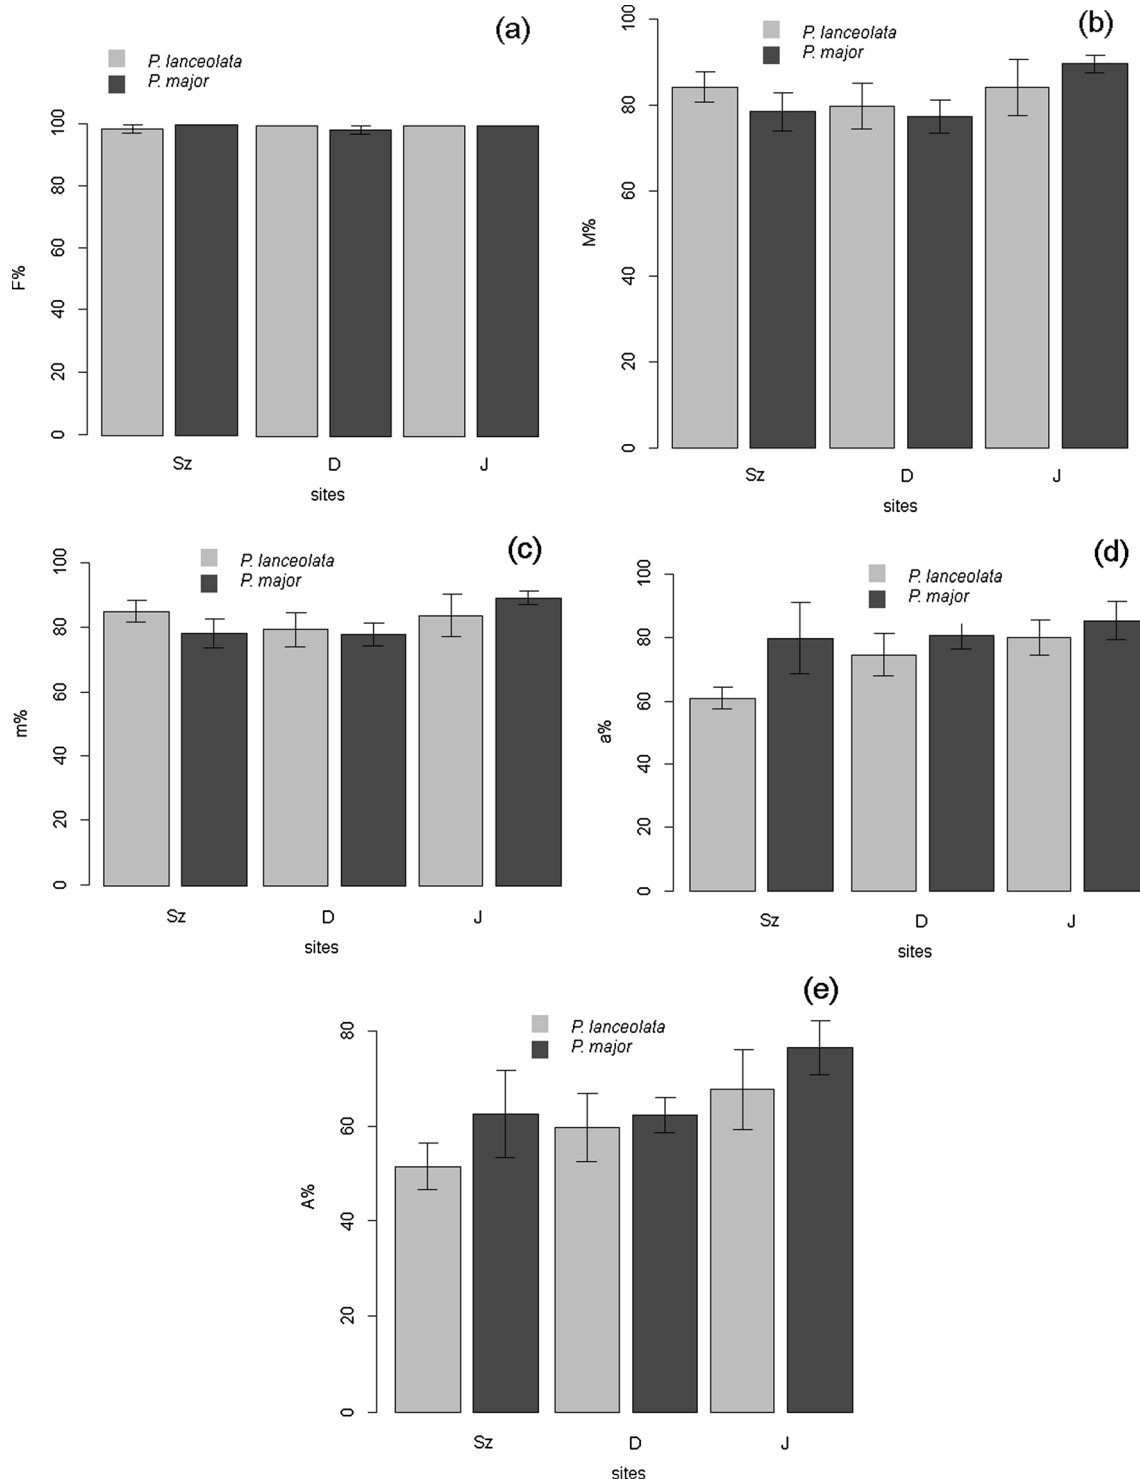 (a)
P. lanceolata
P. major
100
80
60
40
20
0
F%
Sz D J
sites
(b)
P. lanceolata
P. major
100
80
60
40
20
0
M%
Sz D J
sites
(c)
P. lanceolata
P. major
100
80
60
40
20
0
m%
Sz D J
sites
(d)
P. lanceolata
P. major
100
80
60
40
20
0
a%
Sz D J
sites
(e)
P. lanceolata
P. major
80
60
40
20
0
A%
Sz D J
sites